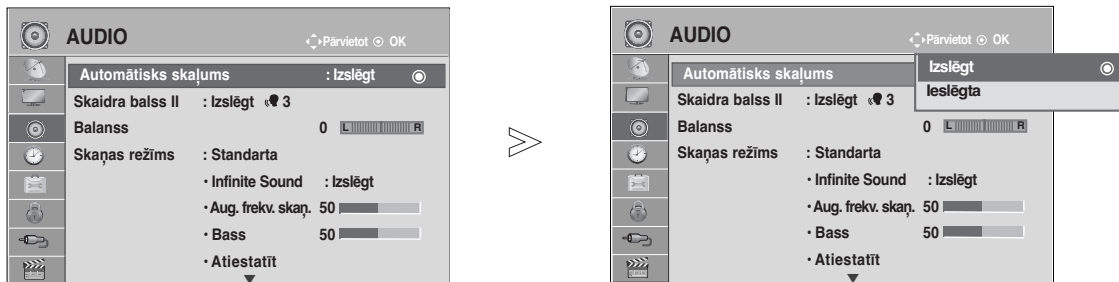 AUDIO
Pārvietot OK
Automātisks skaļums : Izslēgt
Skaidra balss II : Izslēgt 3
Balanss 0 L R
Skaņas režīms : Standarta
• Infinite Sound : Izslēgt
• Aug. frekv. skaņ. 50
• Bass 50
• Atiestatīt
>
AUDIO
Pārvietot OK
Automātisks skaļums
Izslēgt
Ieslēgta
Skaidra balss II : Izslēgt 3
Balanss 0 L R
Skaņas režīms : Standarta
• Infinite Sound : Izslēgt
• Aug. frekv. skaņ. 50
• Bass 50
• Atiestatīt